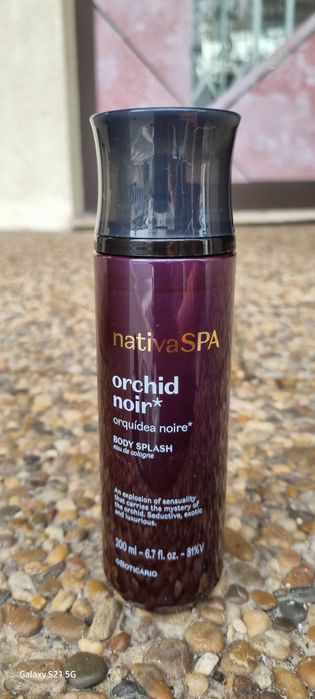 nativaSPA
orchid
noir*
orquídea noire*
BODY SPLASH
eau de cologne
An explosion of sensuality
that carries the mystery of
the orchid. Seductive, exotic
and luxurious.
200 ml – 6.7 fl. oz. – 81%V
oBOTICÁRIO
Galaxy S21 5G